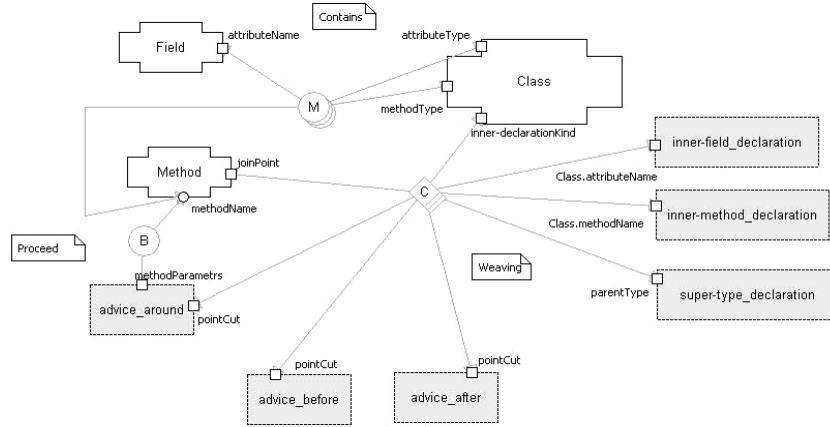 Contains
attributeName
attributeType
Field
Class
M
methodType
inner-declarationKind
inner-field_declaration
joinPoint
Method
Class.attributeName
C
methodName
inner-method_declaration
Class.methodName
B
Proceed
Weaving
methodParametrs
parentType
super-type_declaration
advice_around
pointCut
pointCut
pointCut
advice_before
advice_after